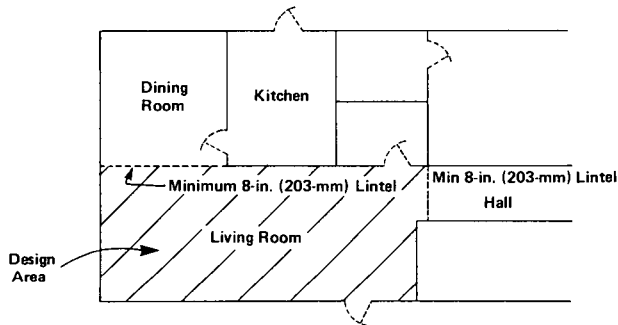 Dining
Room
Kitchen
Minimum 8-in. (203-mm) Lintel
Min 8-in. (203-mm) Lintel
Hall
Living Room
Design
Area